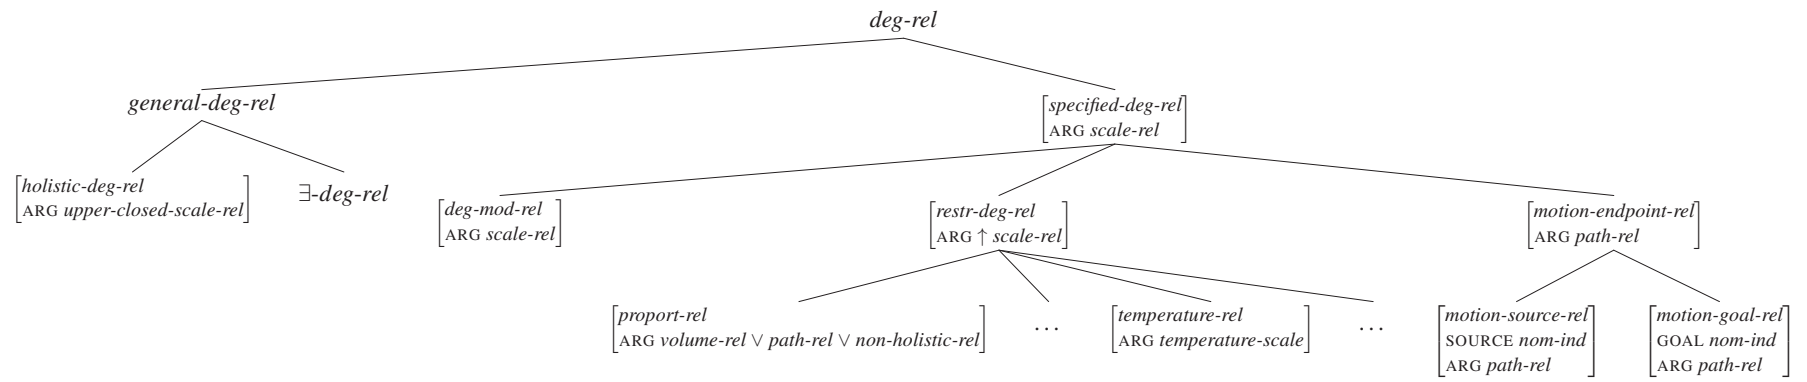 deg-rel
general-deg-rel
specified-deg-rel
ARG scale-rel
holistic-deg-rel
ARG upper-closed-scale-rel
∃-deg-rel
deg-mod-rel
ARG scale-rel
restr-deg-rel
ARG ↑ scale-rel
motion-endpoint-rel
ARG path-rel
proport-rel
ARG volume-rel ∨ path-rel ∨ non-holistic-rel
...
temperature-rel
ARG temperature-scale
...
motion-source-rel
SOURCE nom-ind
ARG path-rel
motion-goal-rel
GOAL nom-ind
ARG path-rel